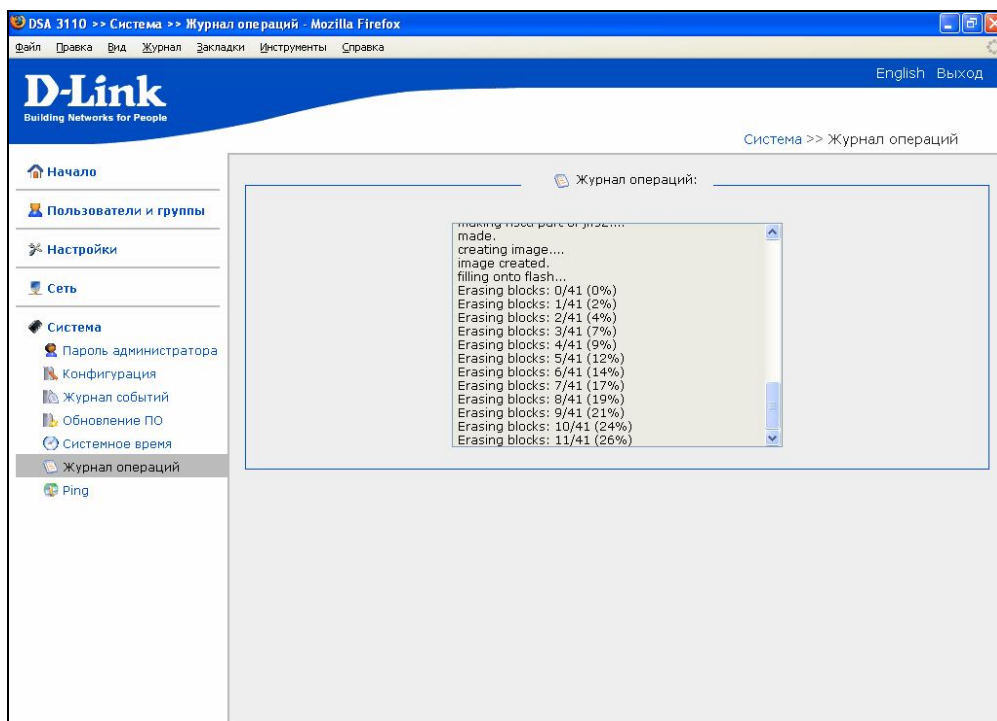 DSA 3110 >> Система >> Журнал операций - Mozilla Firefox
Файл Правка Вид Журнал Закладки Инструменты Справка
English Выход
D-Link
Building Networks for People
Система >> Журнал операций
Начало
Пользователи и группы
Настройки
Сеть
Система
Пароль администратора
Конфигурация
Журнал событий
Обновление ПО
Системное время
Журнал операций
Ping
Журнал операций:
made.
creating image....
image created.
filling onto flash...
Erasing blocks: 0/41 (0%)
Erasing blocks: 1/41 (2%)
Erasing blocks: 2/41 (4%)
Erasing blocks: 3/41 (7%)
Erasing blocks: 4/41 (9%)
Erasing blocks: 5/41 (12%)
Erasing blocks: 6/41 (14%)
Erasing blocks: 7/41 (17%)
Erasing blocks: 8/41 (19%)
Erasing blocks: 9/41 (21%)
Erasing blocks: 10/41 (24%)
Erasing blocks: 11/41 (26%)